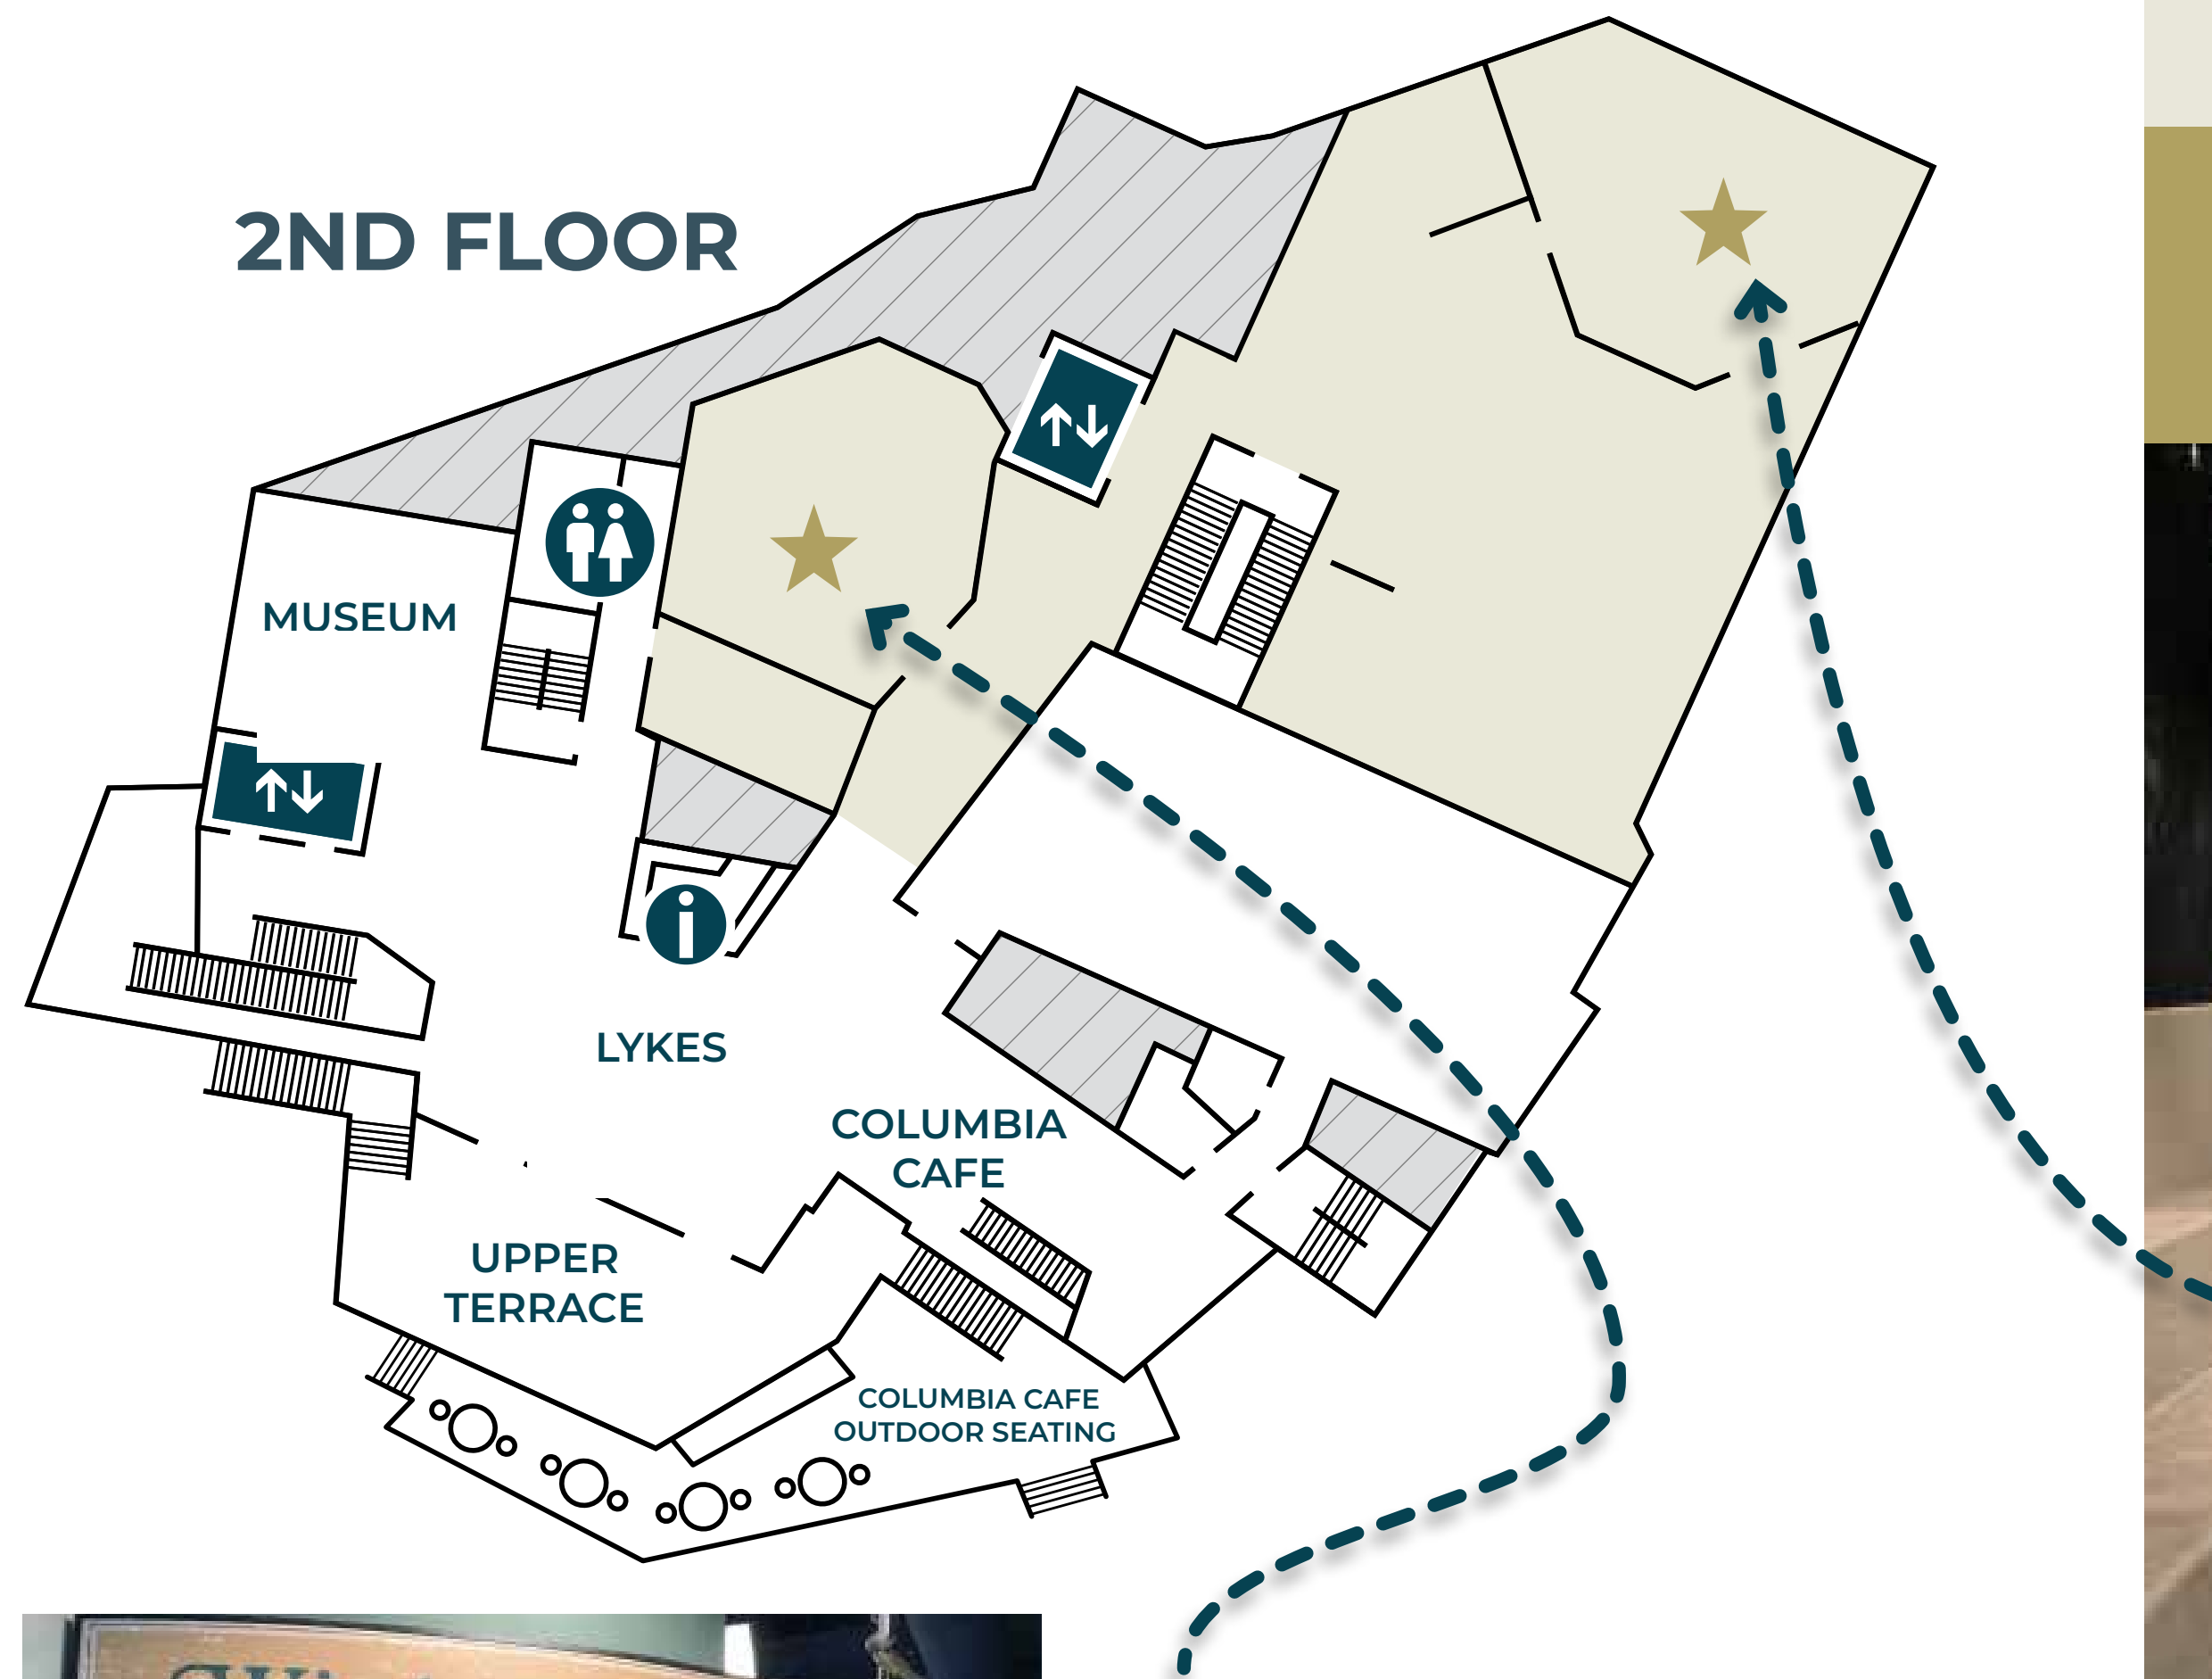 2ND FLOOR
MUSEUM
LYKES
COLUMBIA
CAFE
UPPER
TERRACE
COLUMBIA CAFE
OUTDOOR SEATING